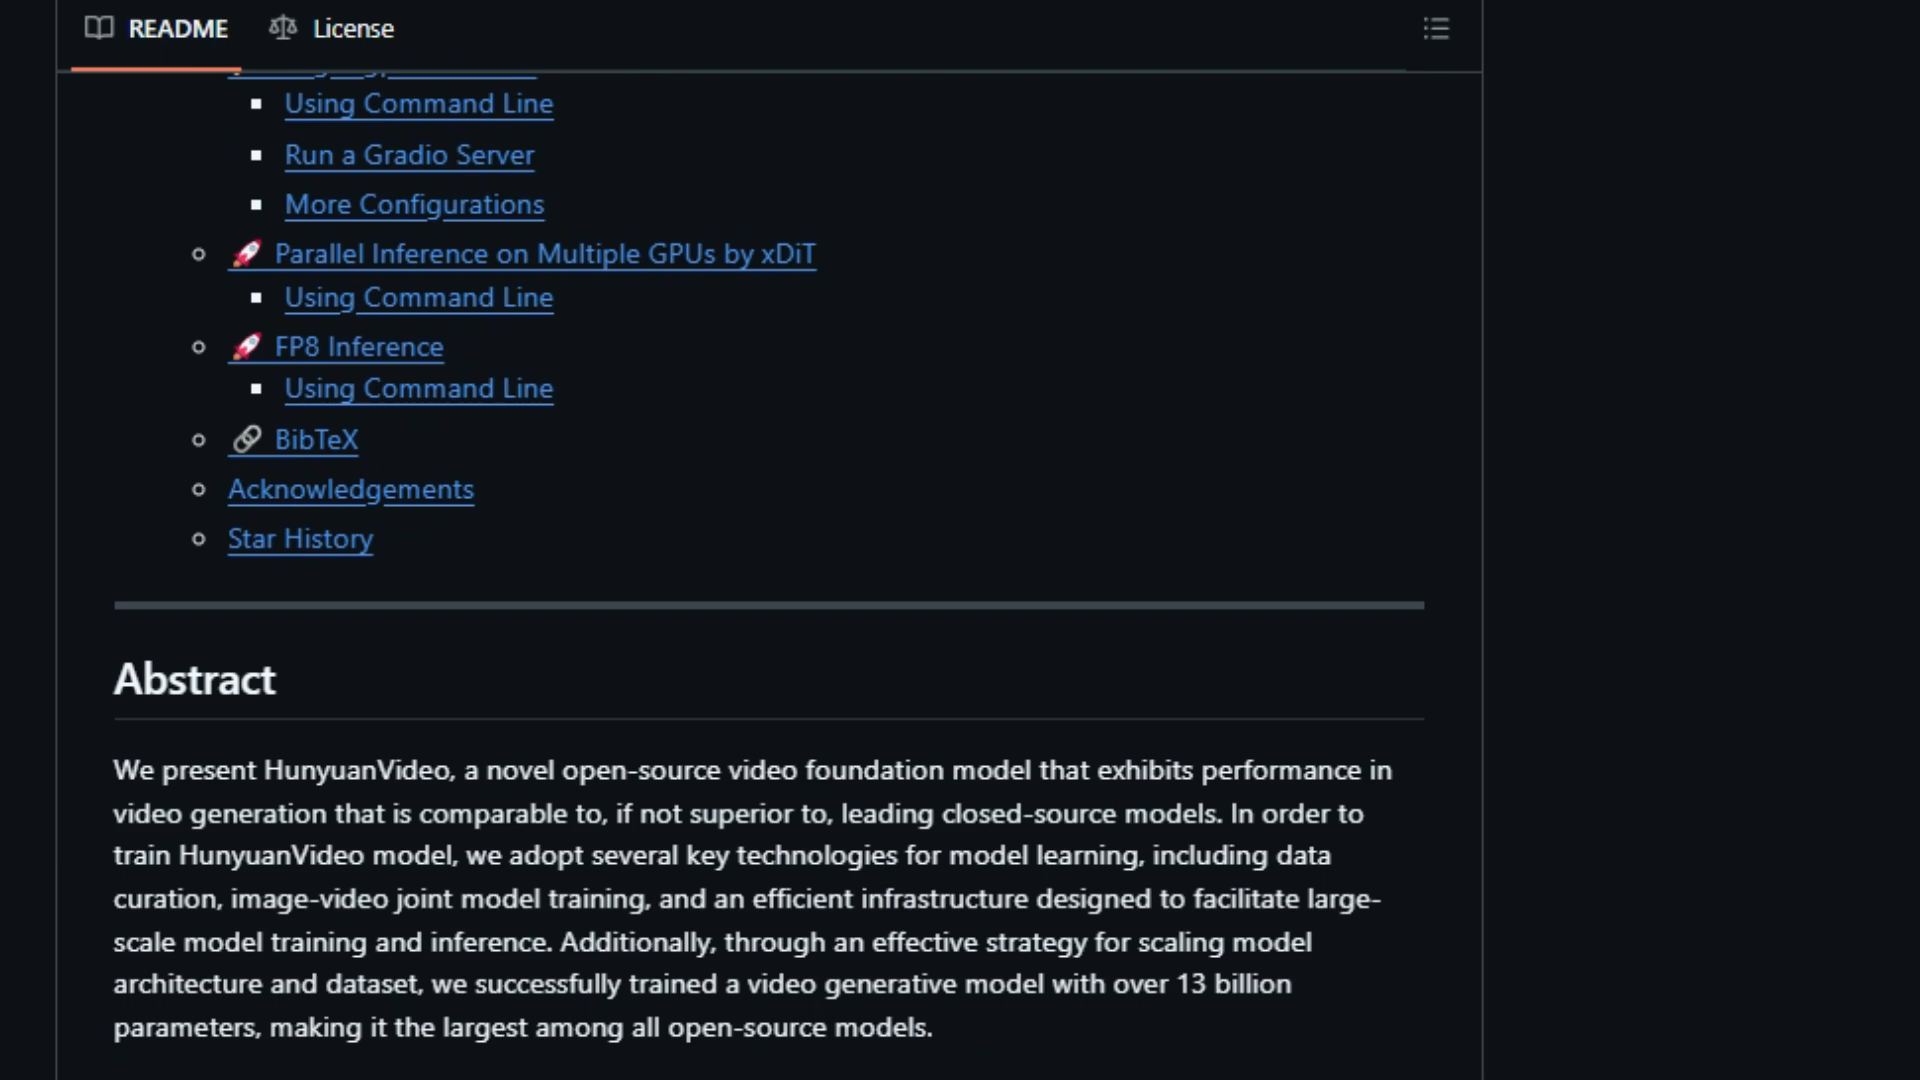 README License
Using Command Line
Run a Gradio Server
More Configurations
🚀 Parallel Inference on Multiple GPUs by xDiT
Using Command Line
🚀 FP8 Inference
Using Command Line
🔗 BibTeX
Acknowledgements
Star History
Abstract
We present HunyuanVideo, a novel open-source video foundation model that exhibits performance in
video generation that is comparable to, if not superior to, leading closed-source models. In order to
train HunyuanVideo model, we adopt several key technologies for model learning, including data
curation, image-video joint model training, and an efficient infrastructure designed to facilitate large-
scale model training and inference. Additionally, through an effective strategy for scaling model
architecture and dataset, we successfully trained a video generative model with over 13 billion
parameters, making it the largest among all open-source models.